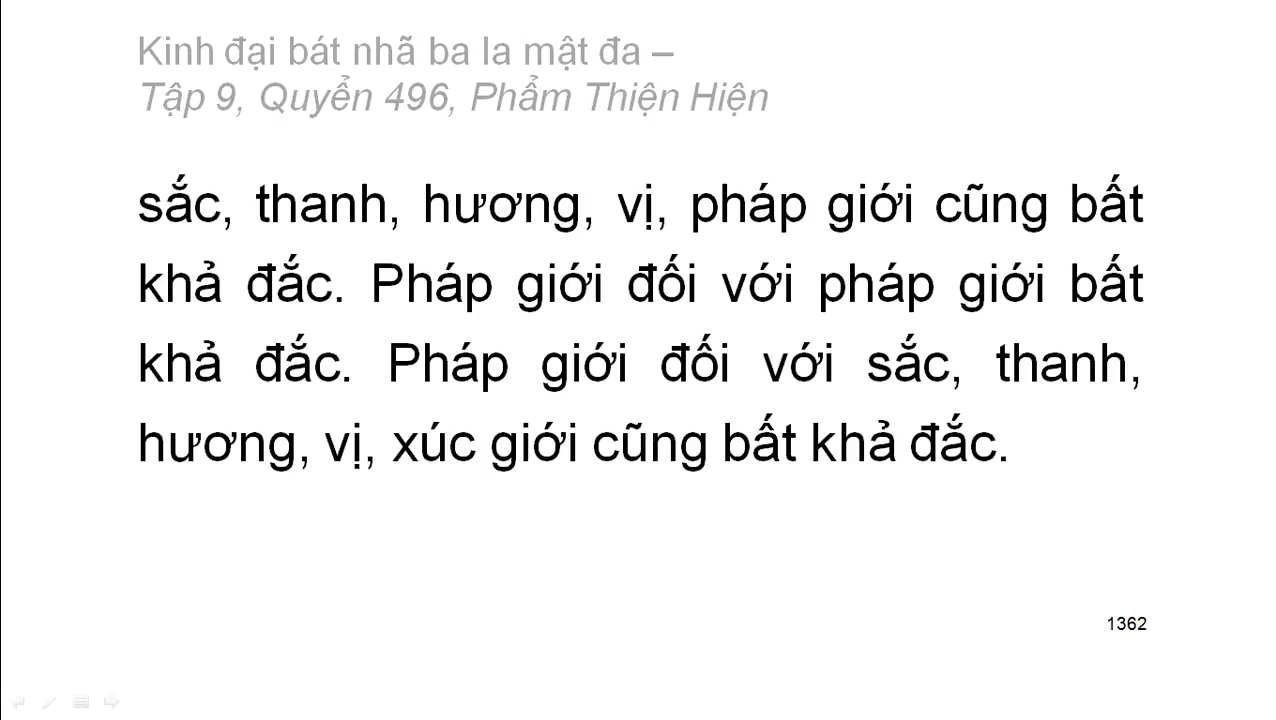 Kinh đại bát nhã ba la mật đa –
Tập 9, Quyển 496, Phẩm Thiện Hiện
sắc, thanh, hương, vị, pháp giới cũng bất
khả đắc. Pháp giới đối với pháp giới bất
khả đắc. Pháp giới đối với sắc, thanh,
hương, vị, xúc giới cũng bất khả đắc.
1362